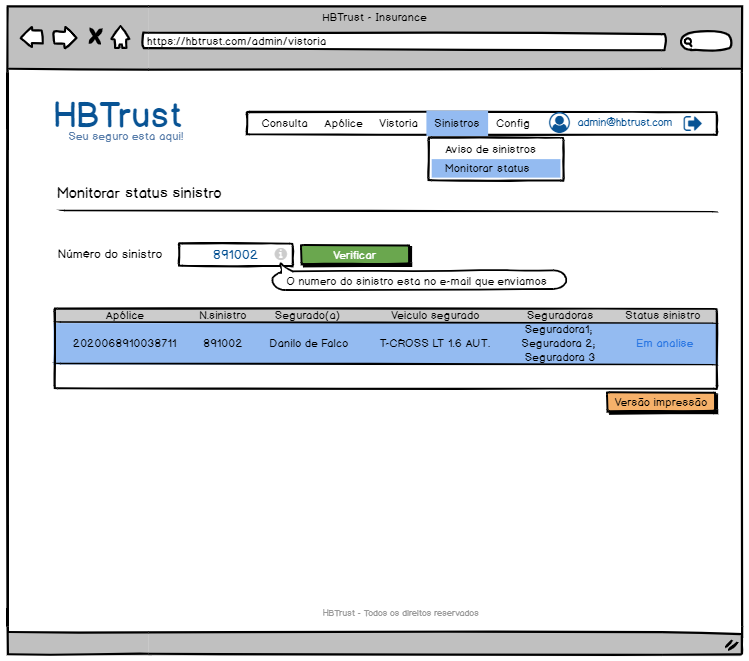 HBTrust - Insurance
https://hbtrust.com/admin/vistoria
HBTrust
Seu seguro esta aqui!
Consulta Apólice Vistoria Sinistros Config admin@hbtrust.com
Aviso de sinistros
Monitorar status
Monitorar status sinistro
Número do sinistro 891002 i Verificar
O numero do sinistro esta no e-mail que enviamos
Apólice N.sinistro Segurado(a) Veiculo segurado Seguradoras Status sinistro
Seguradora1,
2020068910038711 891002 Danilo de Falco T-CROSS LT 1.6 AUT. Seguradora 2, Em analise
Seguradora 3
Versão impressão
HBTrust - Todos os direitos reservados